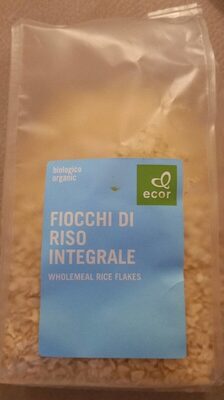 biologico
organic
ecor
FIOCCHI DI
RISO
INTEGRALE
WHOLEMEAL RICE FLAKES